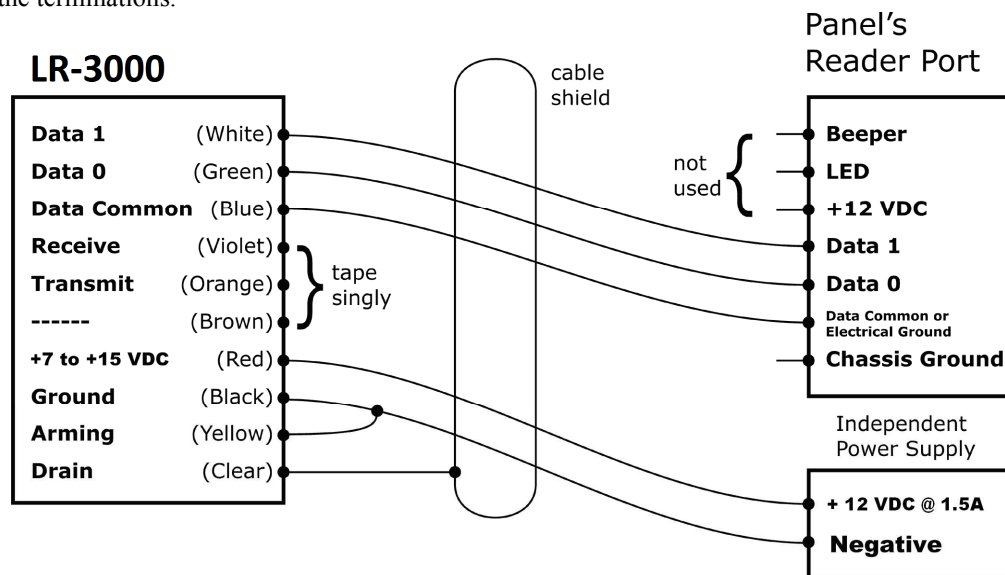 the terminations.
LR-3000
Data 1 (White)
Data 0 (Green)
Data Common (Blue)
Receive (Violet)
Transmit (Orange)
------ (Brown)
+7 to +15 VDC (Red)
Ground (Black)
Arming (Yellow)
Drain (Clear)
tape
singly
cable
shield
not
used
Panel's
Reader Port
Beeper
LED
+12 VDC
Data 1
Data 0
Data Common or
Electrical Ground
Chassis Ground
Independent
Power Supply
+ 12 VDC @ 1.5A
Negative